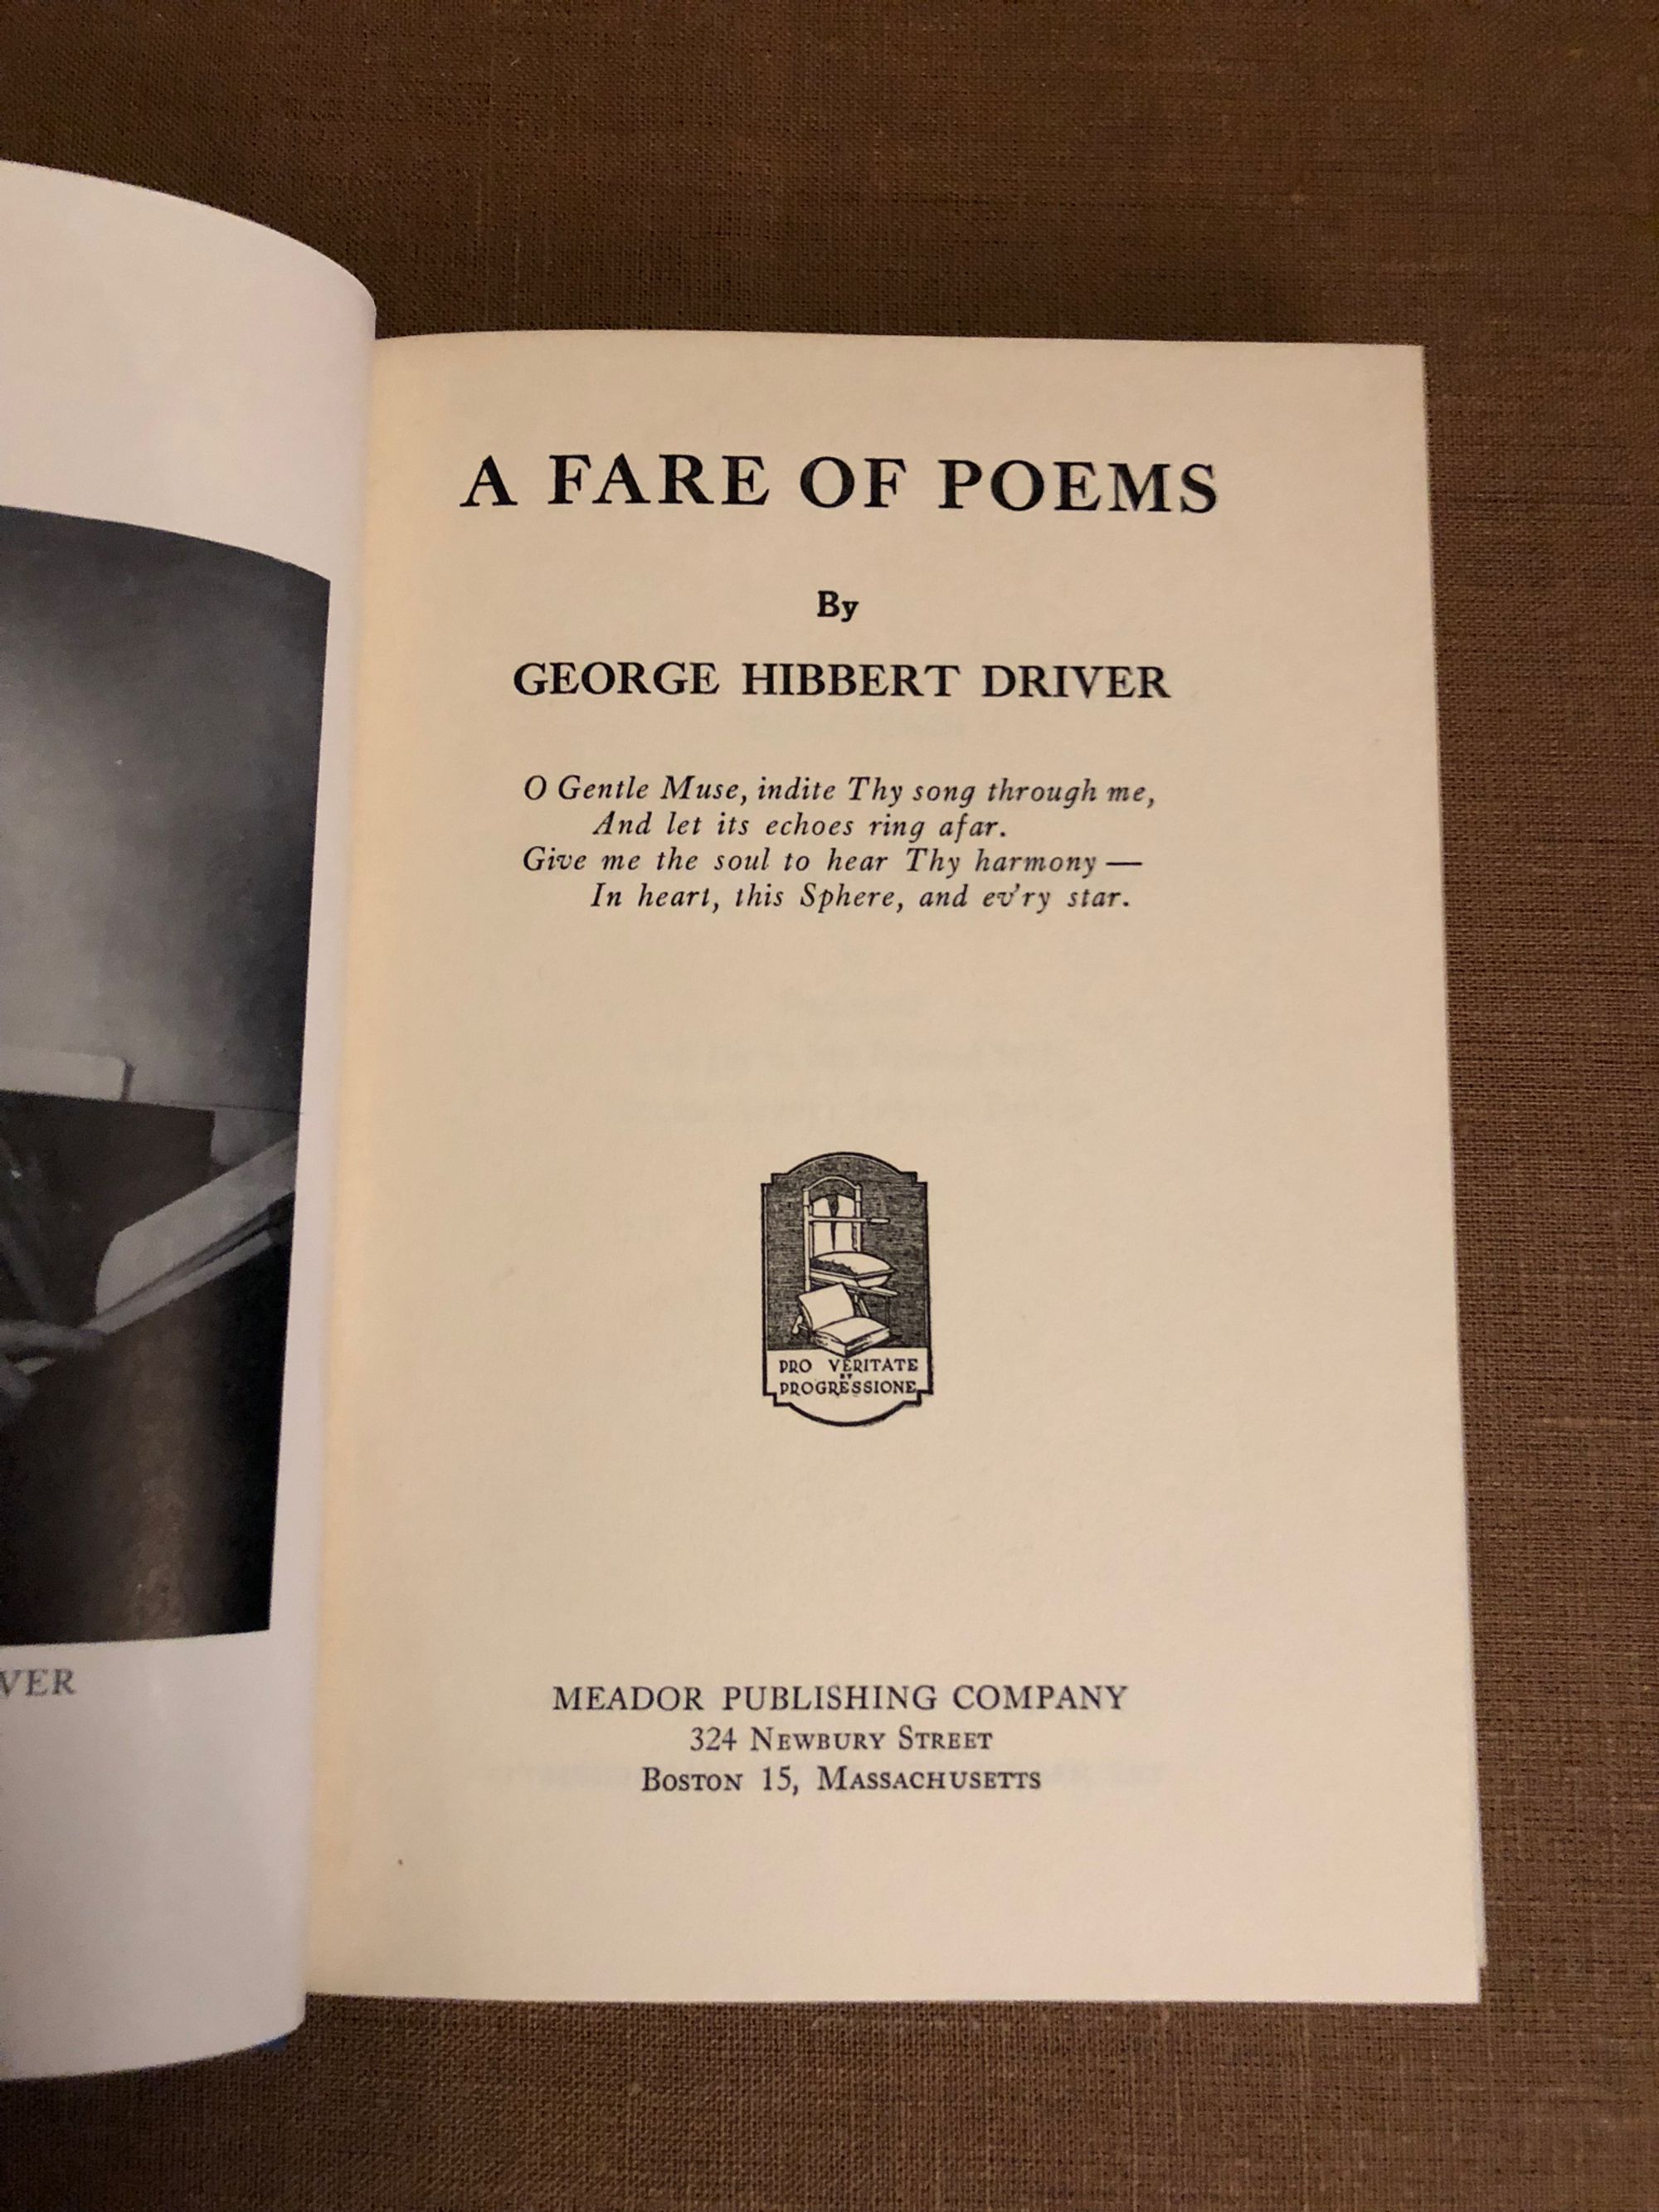 VER
A FARE OF POEMS
By
GEORGE HIBBERT DRIVER
O Gentle Muse, indite Thy song through me,
And let its echoes ring afar.
Give me the soul to hear Thy harmony —
In heart, this Sphere, and ev'ry star.
PRO VERITATE
BY
PROGRESSIONE
MEADOR PUBLISHING COMPANY
324 NEWBURY STREET
BOSTON 15, MASSACHUSETTS